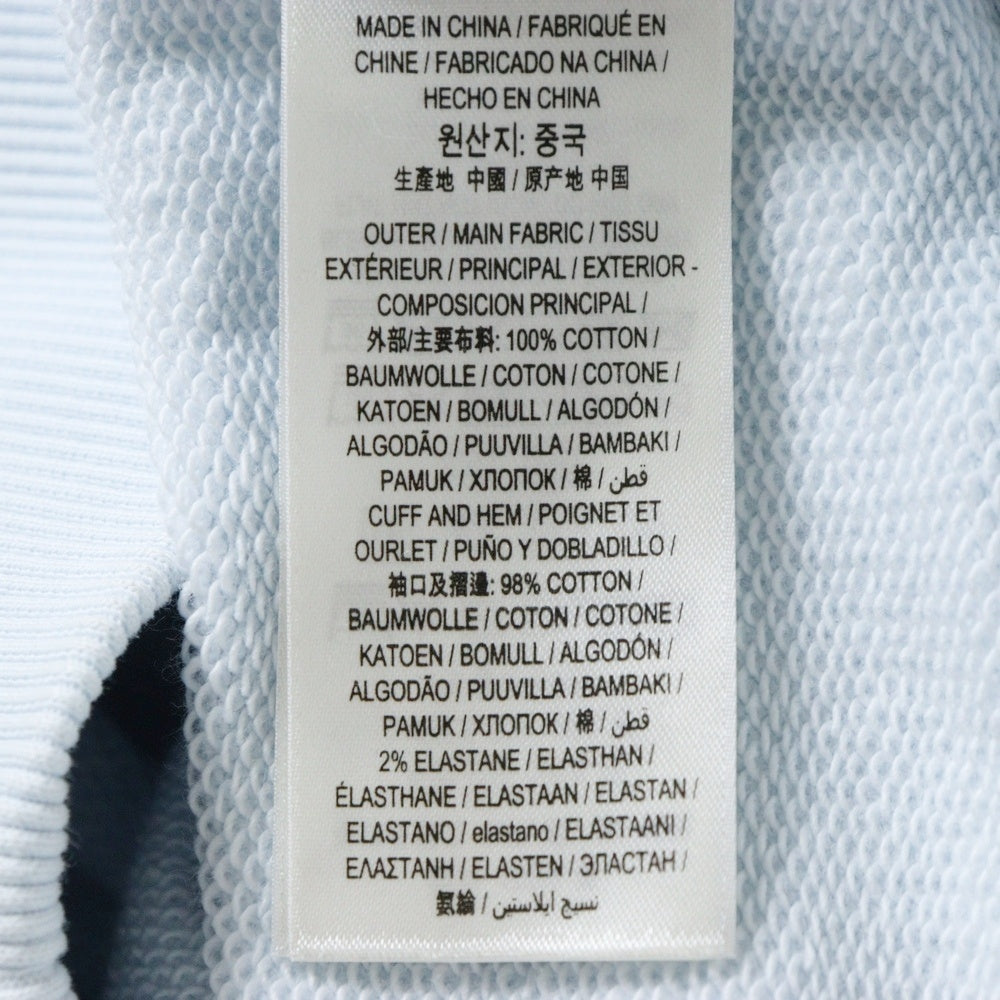 MADE IN CHINA / FABRIQUÉ EN
CHINE / FABRICADO NA CHINA /
HECHO EN CHINA
원산지: 중국
生產地 中國 / 原产地 中国
OUTER / MAIN FABRIC / TISSU
EXTÉRIEUR / PRINCIPAL / EXTERIOR -
COMPOSICION PRINCIPAL /
外部/主要布料: 100% COTTON /
BAUMWOLLE / COTON / COTONE /
KATOEN / BOMULL / ALGODÓN /
ALGODÃO / PUUVILLA / BAMBAKI /
PAMUK / ХЛОПОК / 棉 / قطن
CUFF AND HEM / POIGNET ET
OURLET / PUÑO Y DOBLADILLO /
袖口及摺邊: 98% COTTON /
BAUMWOLLE / COTON / COTONE /
KATOEN / BOMULL / ALGODÓN /
ALGODÃO / PUUVILLA / BAMBAKI /
PAMUK / ХЛОПОК / 棉 / قطن
2% ELASTANE / ELASTHAN /
ÉLASTHANE / ELASTAAN / ELASTAN /
ELASTANO / elastano / ELASTAANI /
ΕΛΑΣΤΑΝΗ / ELASTEN / ЭЛАСТАН /
氨綸 / نسيج ايلاستين